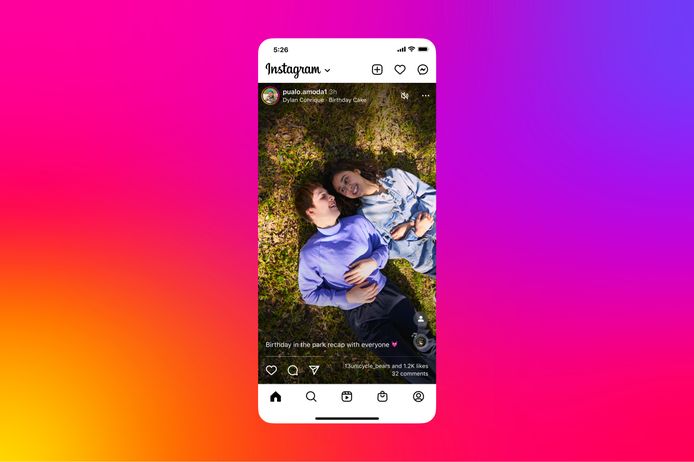 5:26
Instagram
pualo.amoda1 3h
Dylan Conrique · Birthday Cake
Birthday in the park recap with everyone 💗
13unicycle_bears and 1.2K likes
32 comments